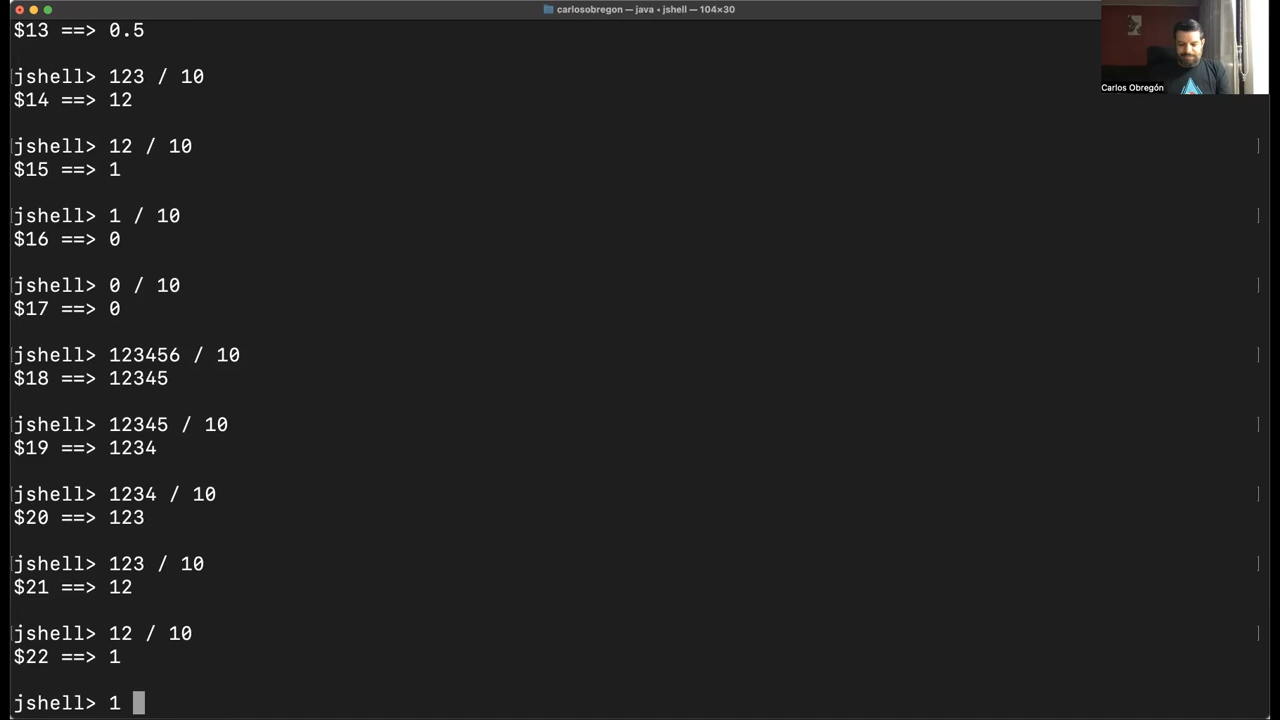 carlosobregon — java ◂ jshell — 104×30
$13 ==> 0.5
jshell> 123 / 10
$14 ==> 12
Carlos Obregón
jshell> 12 / 10
$15 ==> 1
jshell> 1 / 10
$16 ==> 0
jshell> 0 / 10
$17 ==> 0
jshell> 123456 / 10
$18 ==> 12345
jshell> 12345 / 10
$19 ==> 1234
jshell> 1234 / 10
$20 ==> 123
jshell> 123 / 10
$21 ==> 12
jshell> 12 / 10
$22 ==> 1
jshell> 1